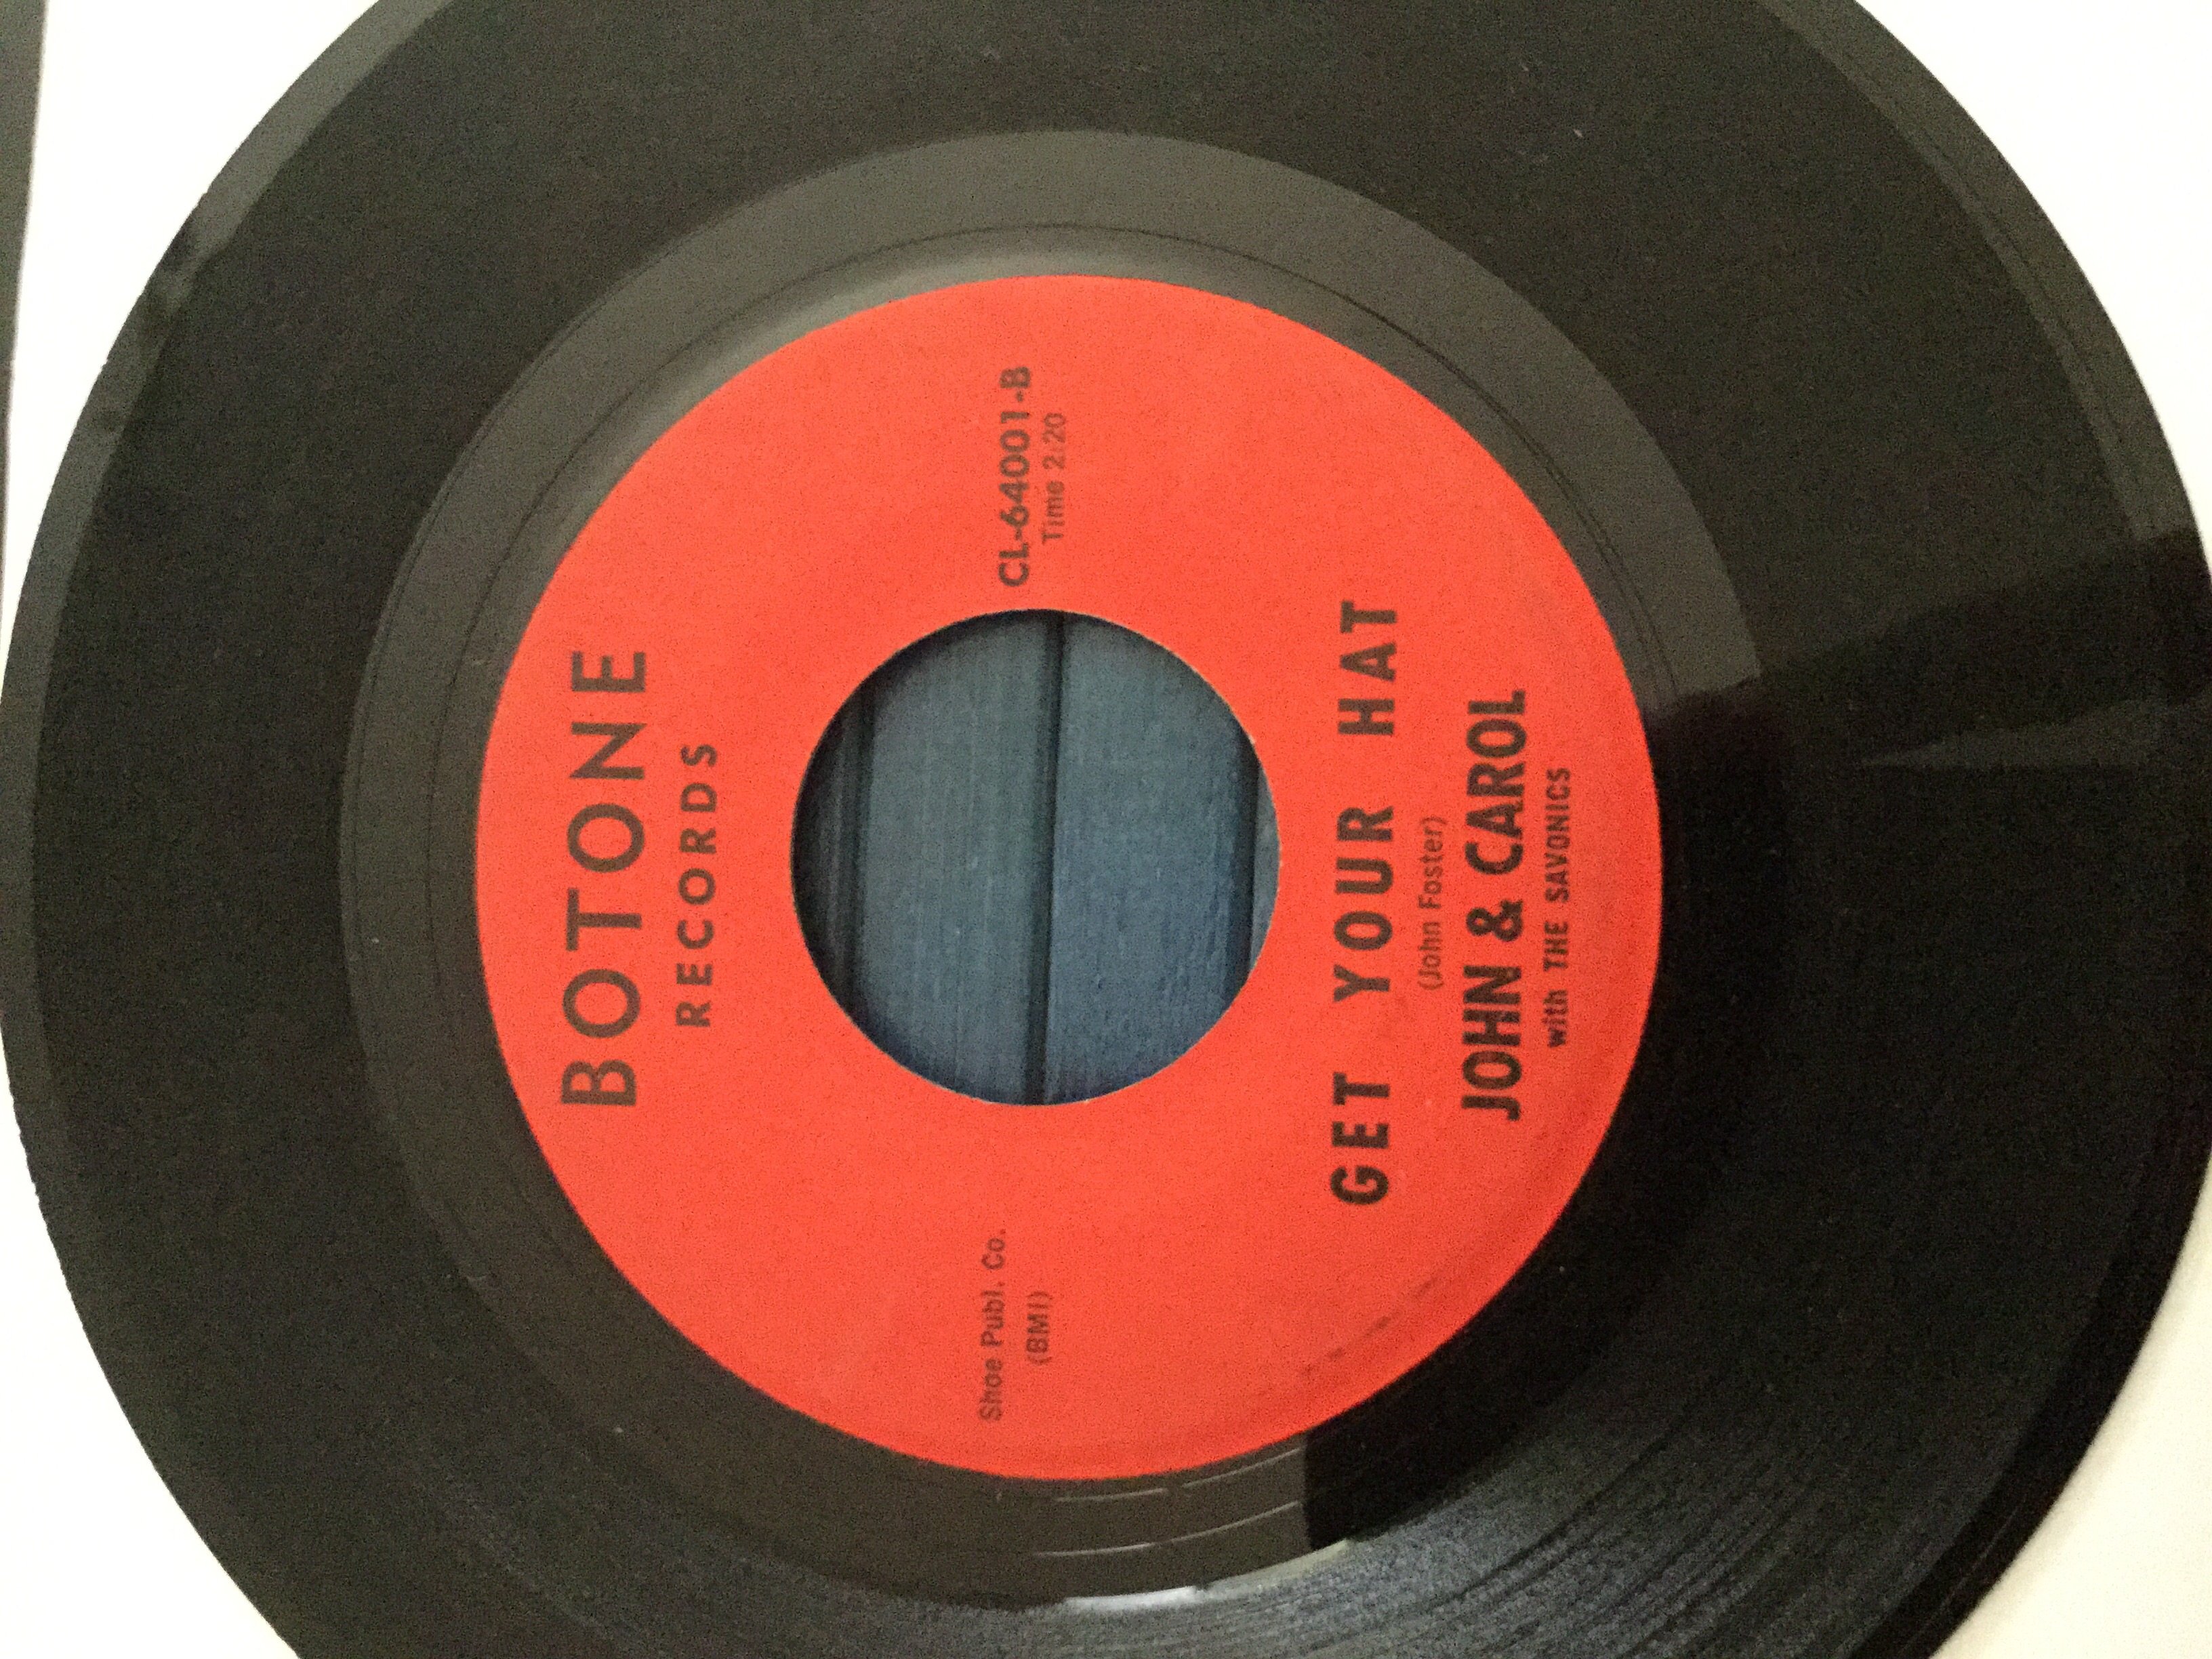 BOTONE
RECORDS
Shoe Publ. Co.
(BMI)
CL-64001-B
Time 2:20
GET YOUR HAT
(John Foster)
JOHN & CAROL
with THE SAVONICS